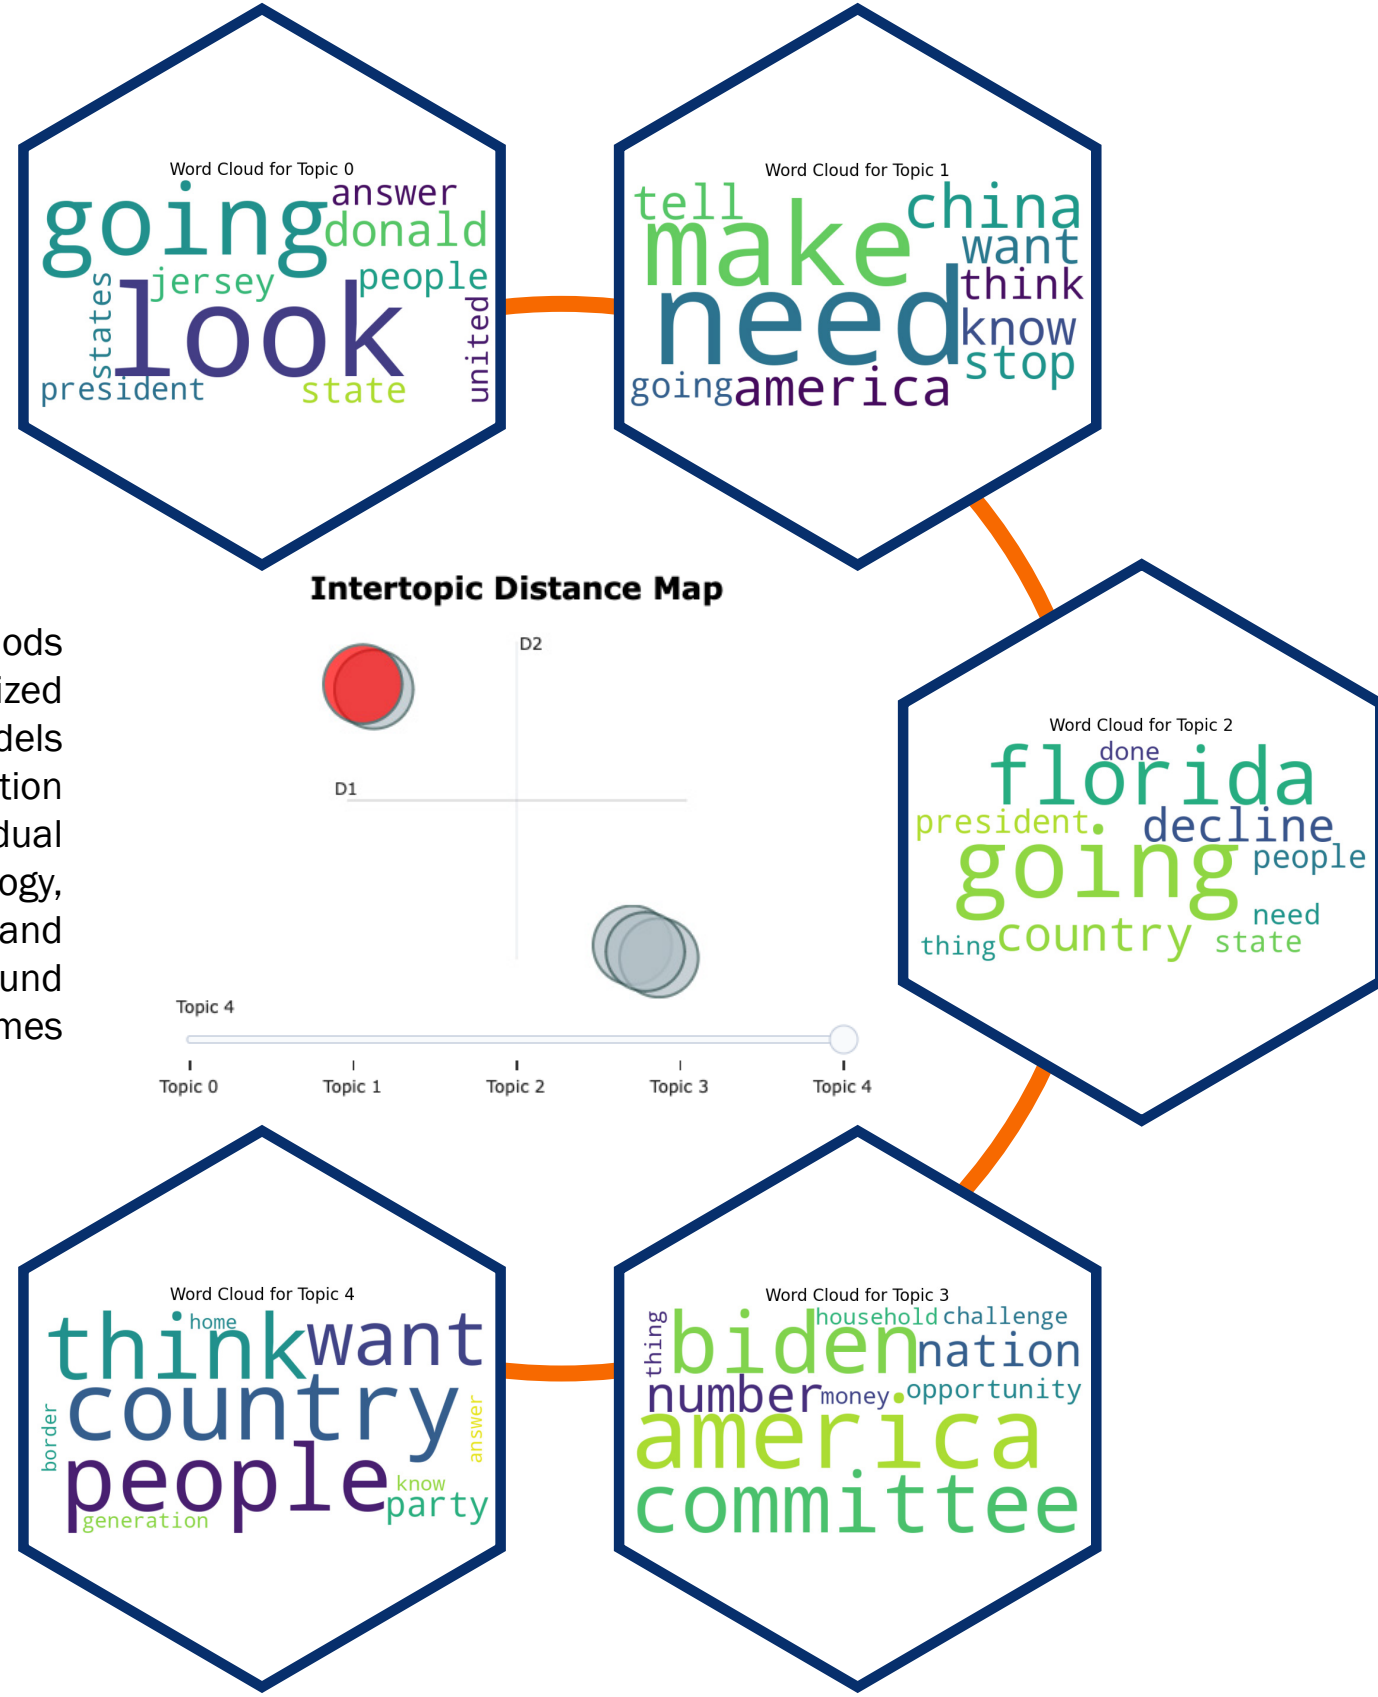 Word Cloud for Topic 0
going
answer
donald
jersey
people
states
look
united
president
state
Word Cloud for Topic 1
tell
china
make
want
think
need
know
stop
going
america
Intertopic Distance Map
D2
D1
Topic 4
Topic 0
Topic 1
Topic 2
Topic 3
Topic 4
ods
ized
dels
tion
dual
ogy,
and
und
mes
Word Cloud for Topic 2
done
florida
president
decline
going
people
need
thing
country
state
Word Cloud for Topic 4
home
think
want
country
border
answer
people
know
party
generation
Word Cloud for Topic 3
thing
biden
household
challenge
nation
number
money
opportunity
america
committee